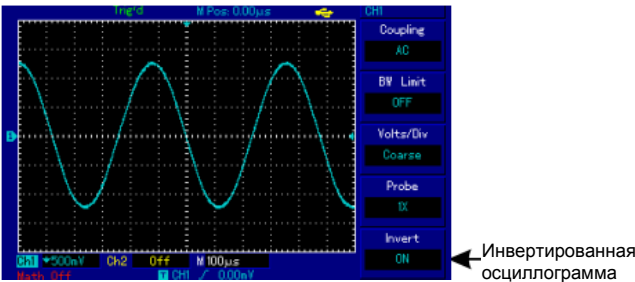 Trig'd M Pos: 0.00μs CH1
Coupling
AC
BW Limit
OFF
Volts/Div
Coarse
1
Probe
1X
Invert
ON
Инвертированная
осциллограмма
Ch1 500mV Ch2 Off M 100μs
Math Off T CH1 / 0.00mV